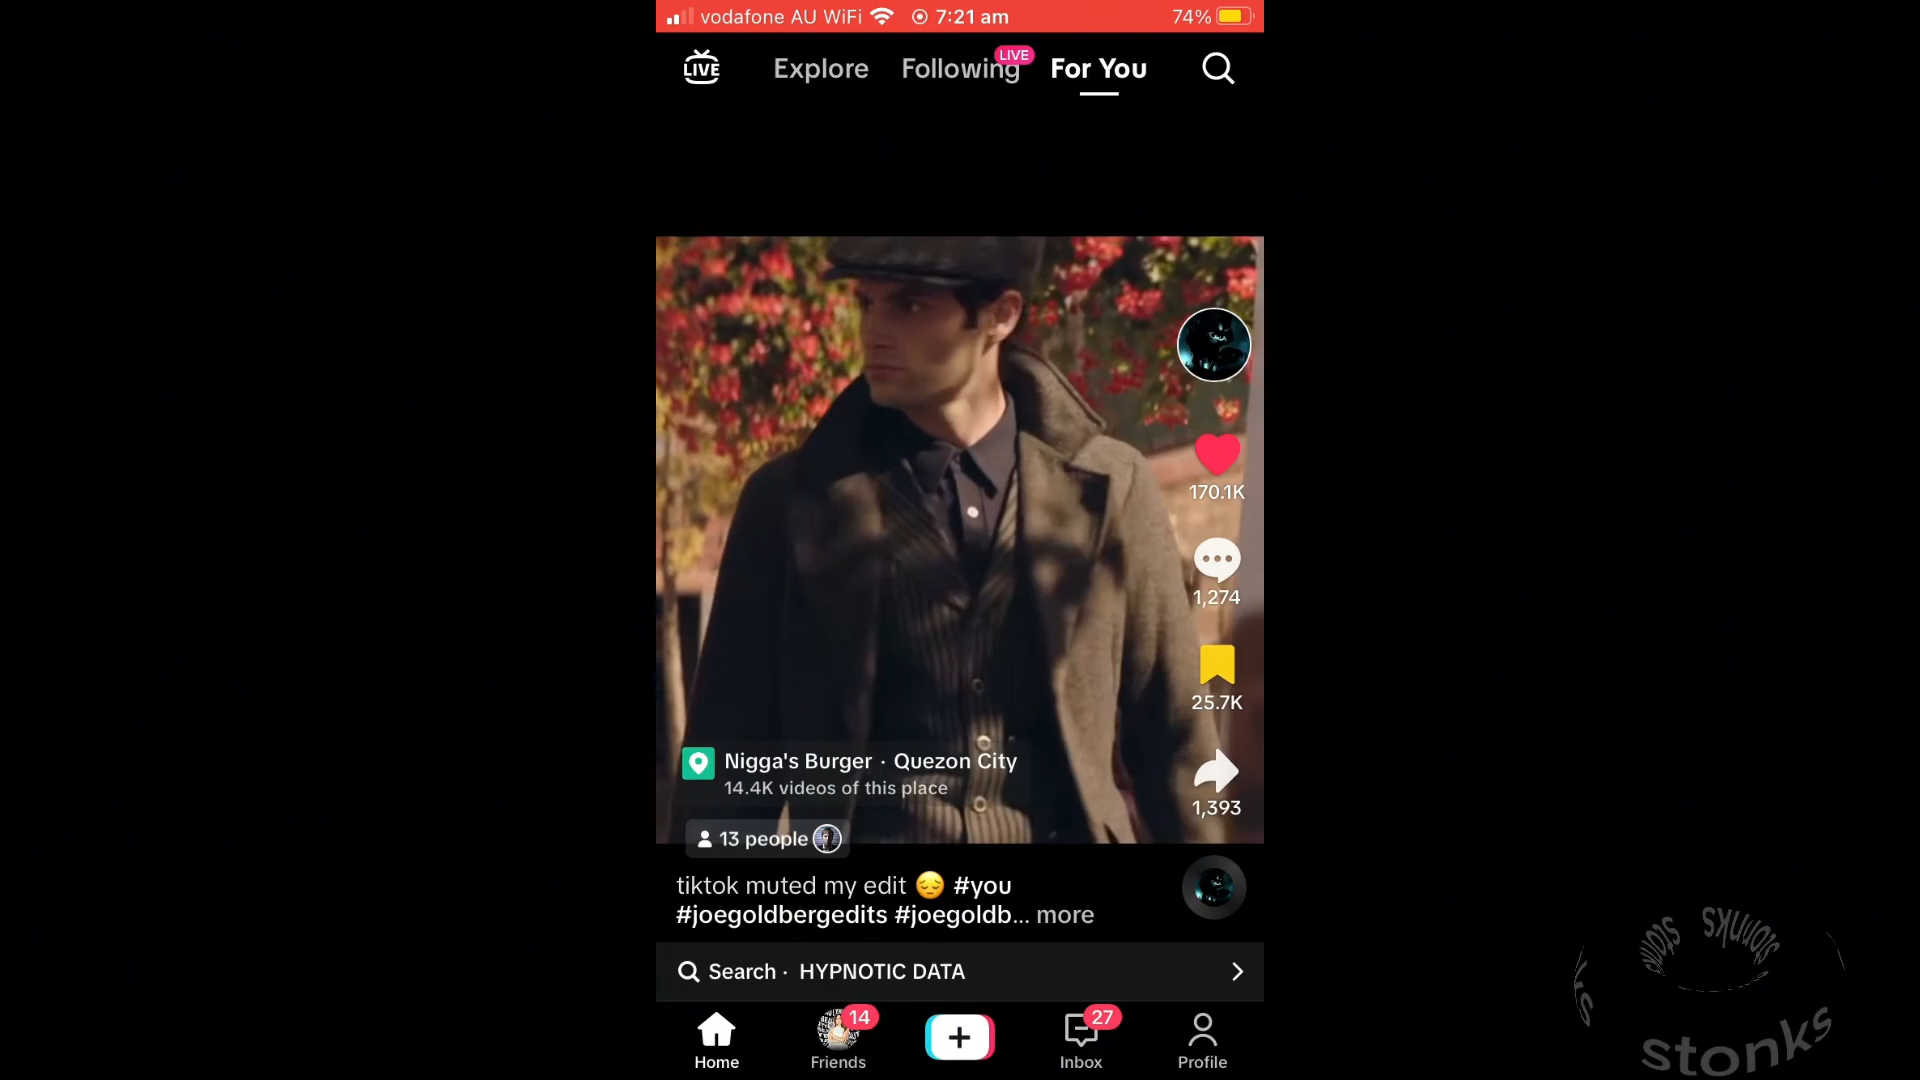 vodafone AU WiFi 7:21 am 74%
LIVE Explore Following LIVE For You
170.1K
1,274
25.7K
Nigga's Burger · Quezon City
14.4K videos of this place
1,393
13 people
tiktok muted my edit 😔 #you
#joegoldbergedits #joegoldb... more
Search · HYPNOTIC DATA
14 27
Home Friends Inbox Profile
stonks
stonks